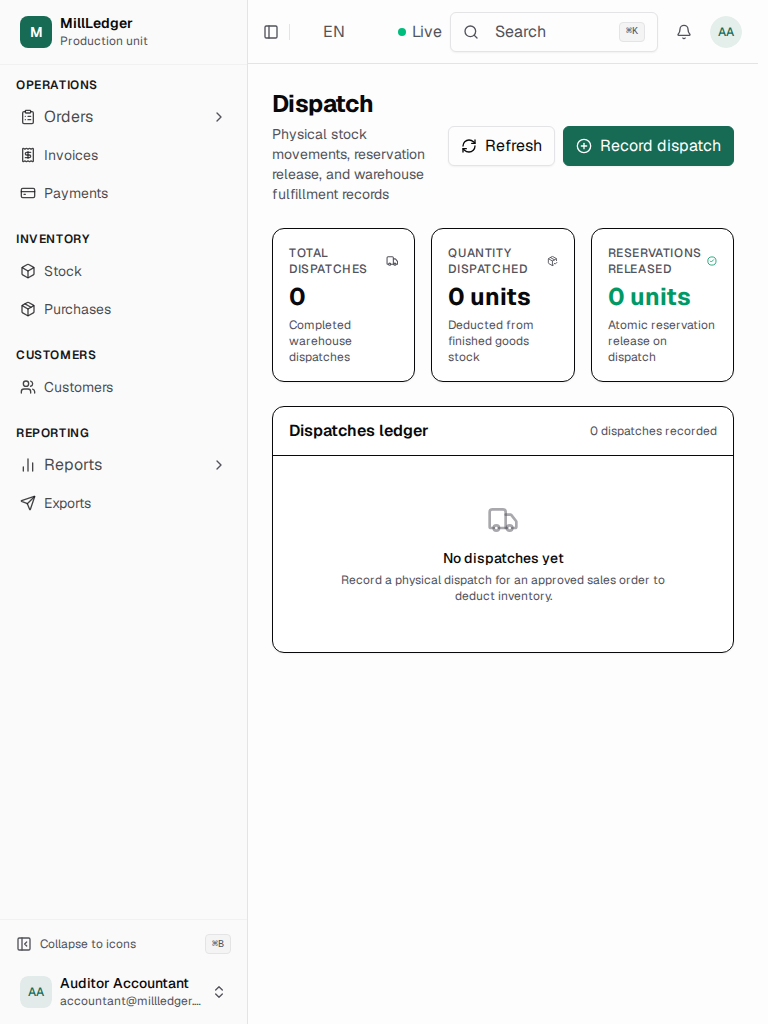 M
MillLedger
Production unit
OPERATIONS
Orders
Invoices
Payments
INVENTORY
Stock
Purchases
CUSTOMERS
Customers
REPORTING
Reports
Exports
Collapse to icons
⌘B
AA
Auditor Accountant
accountant@millledger....
EN
Live
Search
⌘K
AA
Dispatch
Physical stock
movements, reservation
release, and warehouse
fulfillment records
Refresh
Record dispatch
TOTAL
DISPATCHES
0
Completed
warehouse
dispatches
QUANTITY
DISPATCHED
0 units
Deducted from
finished goods
stock
RESERVATIONS
RELEASED
0 units
Atomic reservation
release on
dispatch
Dispatches ledger
0 dispatches recorded
No dispatches yet
Record a physical dispatch for an approved sales order to
deduct inventory.